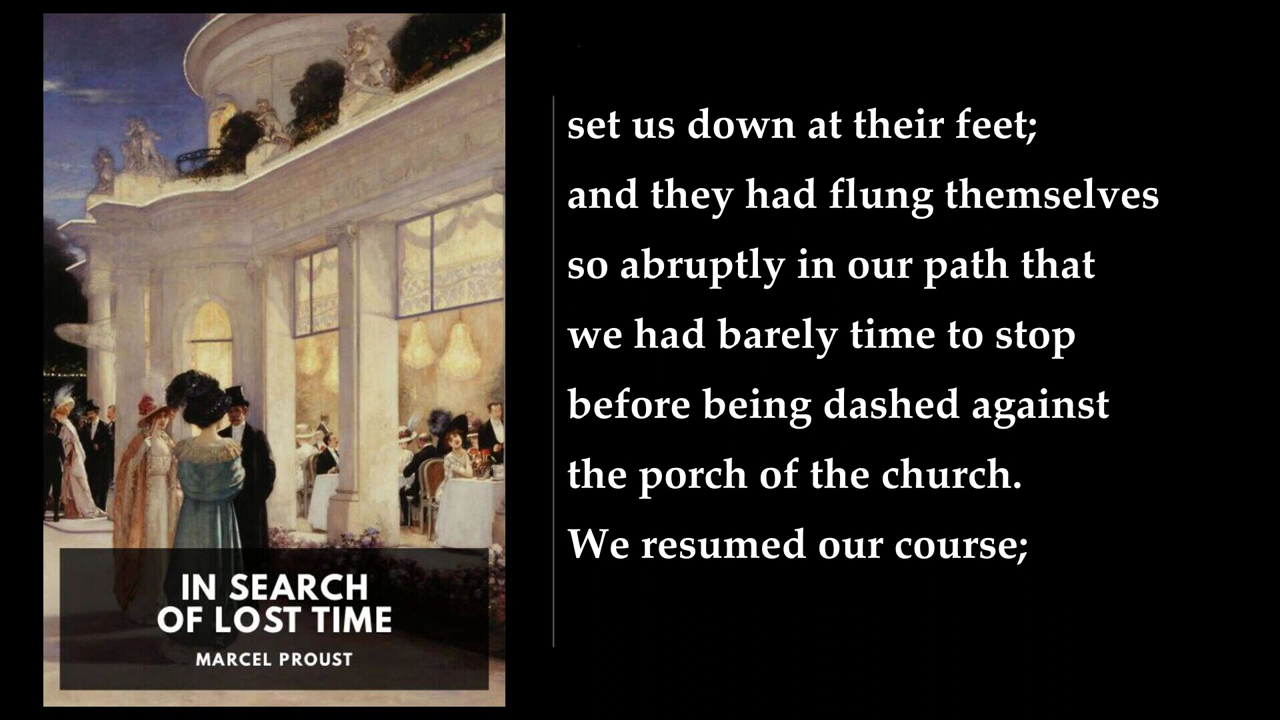 set us down at their feet;
and they had flung themselves
so abruptly in our path that
we had barely time to stop
before being dashed against
the porch of the church.
We resumed our course;
IN SEARCH
OF LOST TIME
MARCEL PROUST